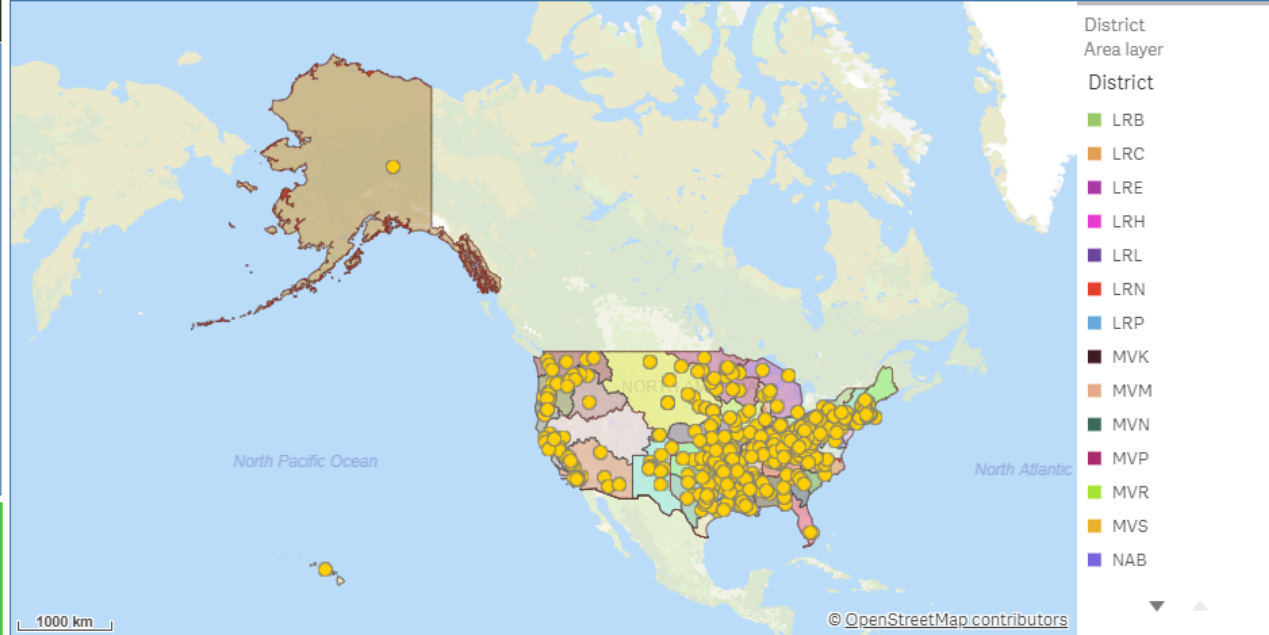 District
Area layer
District
LRB
LRC
LRE
LRH
LRL
LRN
LRP
MVK
MVM
MVN
MVP
MVR
MVS
NAB
North Pacific Ocean
North Atlantic
1000 km
© OpenStreetMap contributors